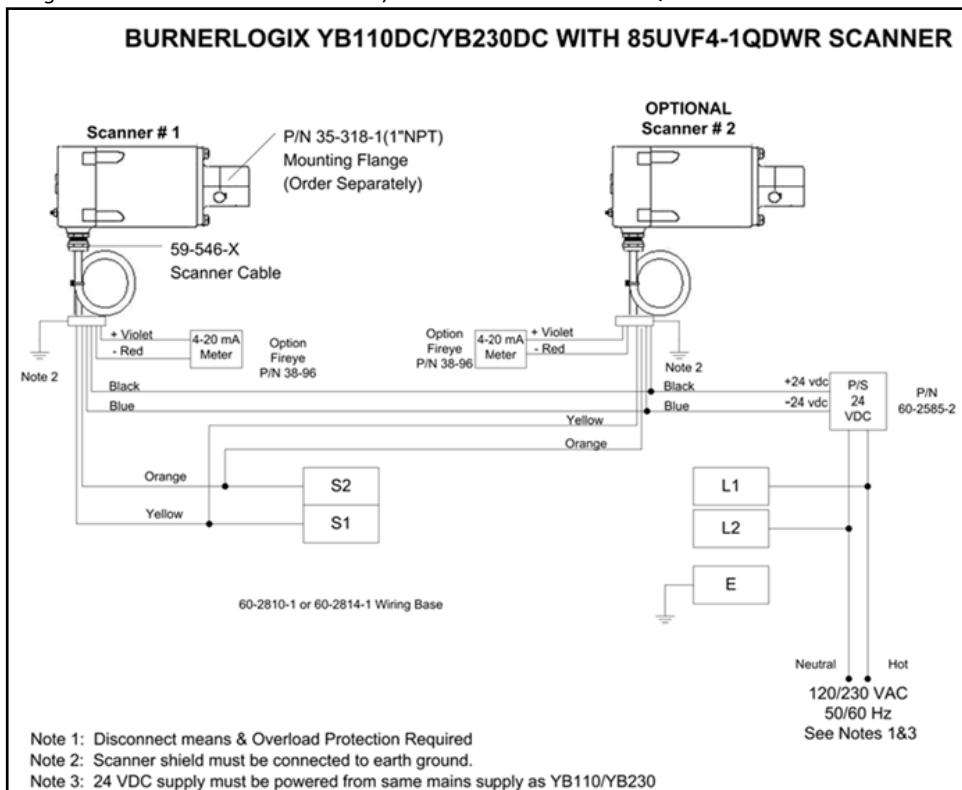 BURNERLOGIX YB110DC/YB230DC WITH 85UVF4-1QDWR SCANNER
Scanner # 1
P/N 35-318-1(1"NPT)
Mounting Flange
(Order Separately)
59-546-X
Scanner Cable
OPTIONAL
Scanner # 2
Note 2
+ Violet
- Red
4-20 mA
Meter
Option
Fireye
P/N 38-96
Option
Fireye
P/N 38-96
4-20 mA
Meter
+ Violet
- Red
Note 2
Black
Blue
Black
Blue
+24 vdc
-24 vdc
P/S
24
VDC
P/N
60-2585-2
Yellow
Orange
Orange
Yellow
S2
S1
L1
L2
E
60-2810-1 or 60-2814-1 Wiring Base
Neutral
Hot
120/230 VAC
50/60 Hz
See Notes 1&3
Note 1: Disconnect means & Overload Protection Required
Note 2: Scanner shield must be connected to earth ground.
Note 3: 24 VDC supply must be powered from same mains supply as YB110/YB230